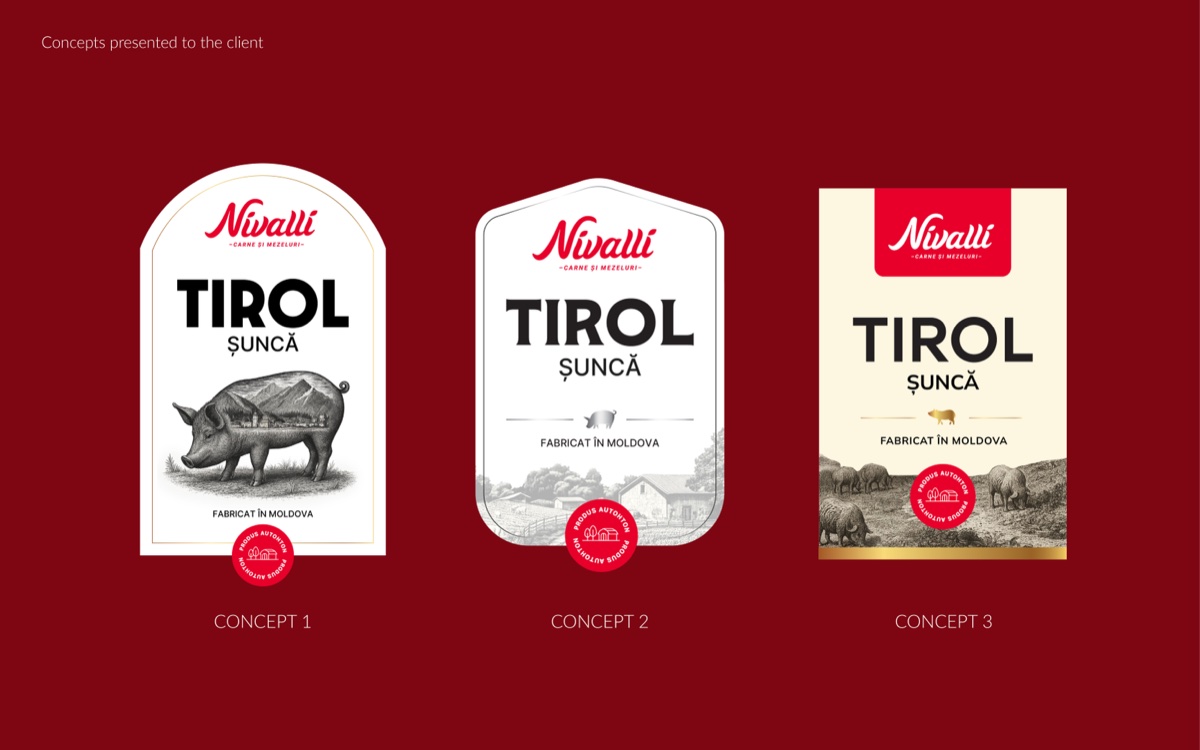 Concepts presented to the client
Nivalli
-CARNE ȘI MEZELURI-
TIROL
ȘUNCĂ
FABRICAT ÎN MOLDOVA
PRODUS AUTOHTON
PRODUS AUTOHTON
CONCEPT 1
Nivalli
-CARNE ȘI MEZELURI-
TIROL
ȘUNCĂ
FABRICAT ÎN MOLDOVA
PRODUS AUTOHTON
PRODUS AUTOHTON
CONCEPT 2
Nivalli
-CARNE ȘI MEZELURI-
TIROL
ȘUNCĂ
FABRICAT ÎN MOLDOVA
PRODUS AUTOHTON
PRODUS AUTOHTON
CONCEPT 3